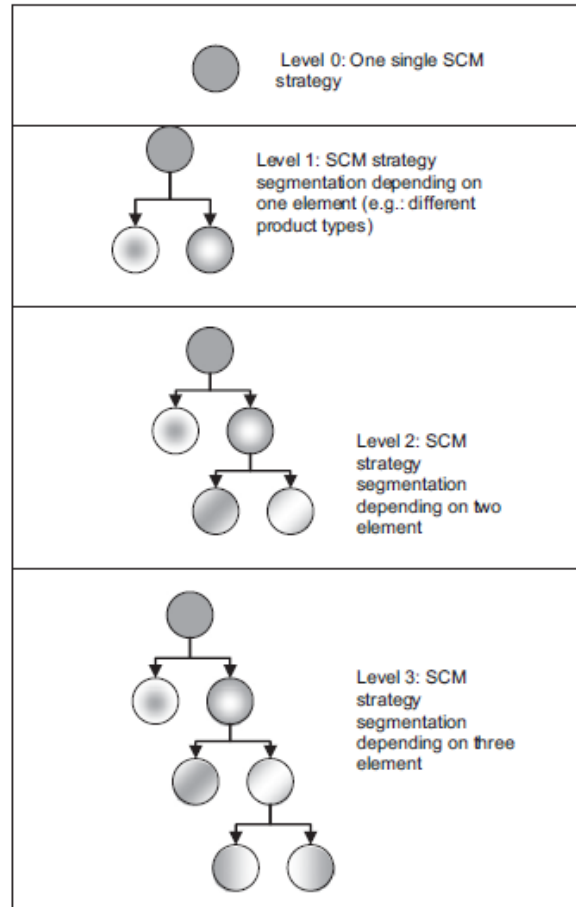 Level 0: One single SCM
strategy
Level 1: SCM strategy
segmentation depending on
one element (e.g.: different
product types)
Level 2: SCM
strategy
segmentation
depending on two
element
Level 3: SCM
strategy
segmentation
depending on three
element